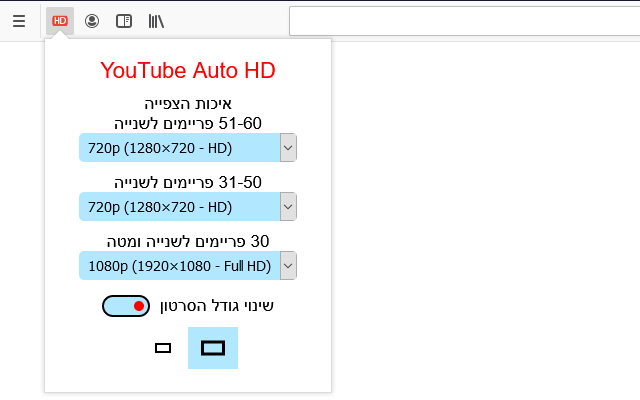 HD
YouTube Auto HD
איכות הצפייה
51-60 פריימים לשנייה
720p (1280×720 - HD)
31-50 פריימים לשנייה
720p (1280×720 - HD)
30 פריימים לשנייה ומטה
1080p (1920×1080 - Full HD)
שינוי גודל הסרטון